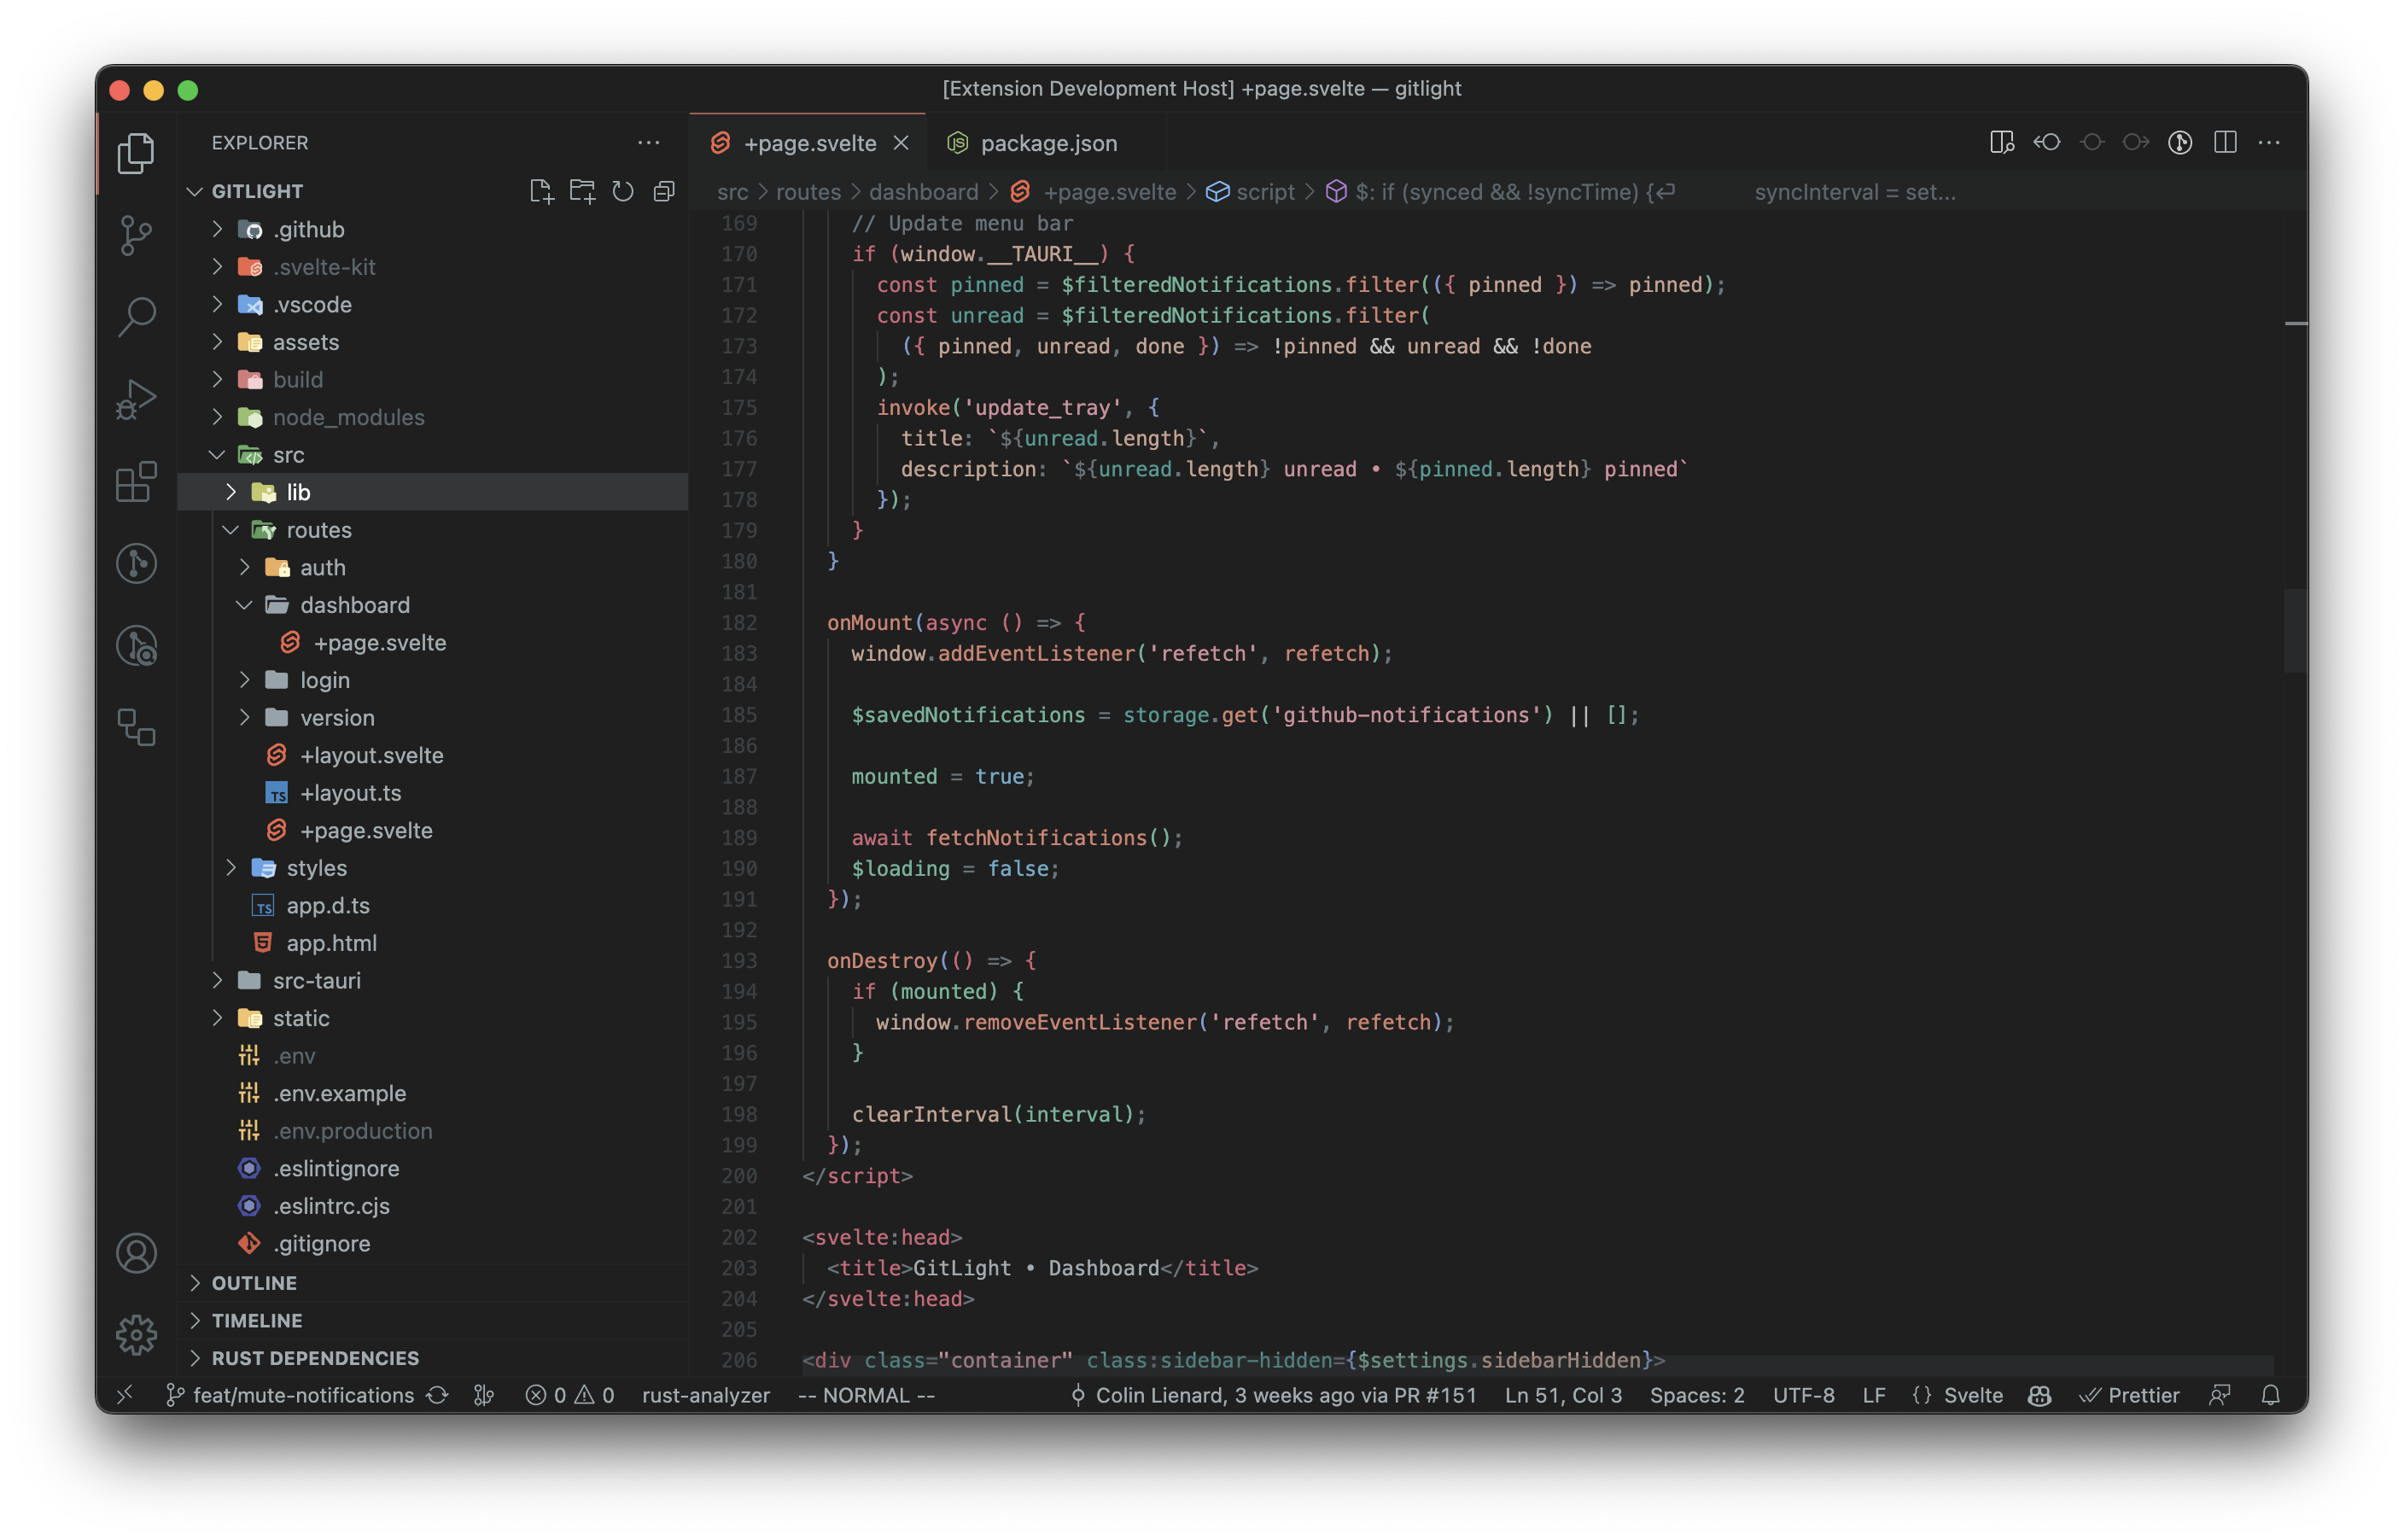 [Extension Development Host] +page.svelte — gitlight
EXPLORER
GITLIGHT
.github
.svelte-kit
.vscode
assets
build
node_modules
src
lib
routes
auth
dashboard
+page.svelte
login
version
+layout.svelte
TS +layout.ts
+page.svelte
styles
TS app.d.ts
app.html
src-tauri
static
.env
.env.example
.env.production
.eslintignore
.eslintrc.cjs
.gitignore
OUTLINE
TIMELINE
RUST DEPENDENCIES
+page.svelte
package.json
src > routes > dashboard > +page.svelte > script > $: if (synced && !syncTime) {↵ syncInterval = set...
169 // Update menu bar
170 if (window.__TAURI__) {
171 const pinned = $filteredNotifications.filter(({ pinned }) => pinned);
172 const unread = $filteredNotifications.filter(
173 ({ pinned, unread, done }) => !pinned && unread && !done
174 );
175 invoke('update_tray', {
176 title: `${unread.length}`,
177 description: `${unread.length} unread • ${pinned.length} pinned`
178 });
179 }
180 }
181
182 onMount(async () => {
183 window.addEventListener('refetch', refetch);
184
185 $savedNotifications = storage.get('github-notifications') || [];
186
187 mounted = true;
188
189 await fetchNotifications();
190 $loading = false;
191 });
192
193 onDestroy(() => {
194 if (mounted) {
195 window.removeEventListener('refetch', refetch);
196 }
197
198 clearInterval(interval);
199 });
200 </script>
201
202 <svelte:head>
203 <title>GitLight • Dashboard</title>
204 </svelte:head>
205
206 <div class="container" class:sidebar-hidden={$settings.sidebarHidden}>
feat/mute-notifications 0 0 rust-analyzer -- NORMAL -- Colin Lienard, 3 weeks ago via PR #151 Ln 51, Col 3 Spaces: 2 UTF-8 LF {} Svelte Prettier